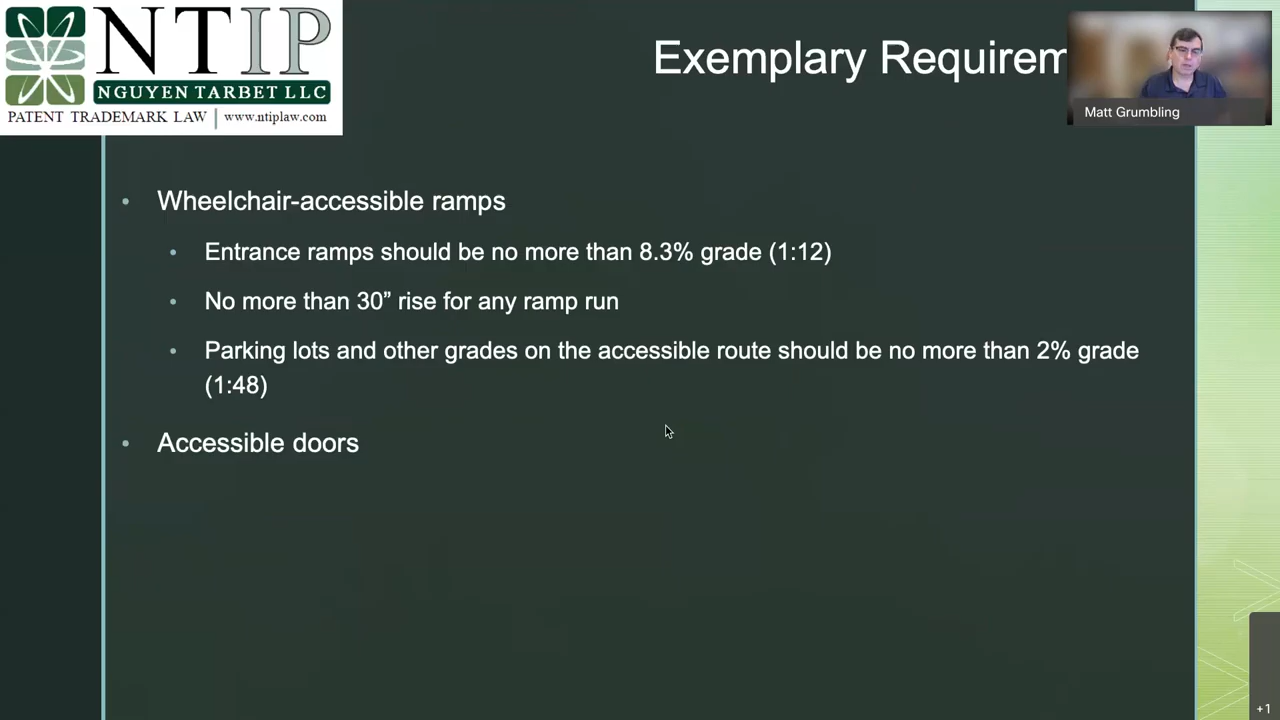 NTIP
NGUYEN TARBET LLC
PATENT TRADEMARK LAW | www.ntiplaw.com
Exemplary Requirem
Matt Grumbling
• Wheelchair-accessible ramps
• Entrance ramps should be no more than 8.3% grade (1:12)
• No more than 30” rise for any ramp run
• Parking lots and other grades on the accessible route should be no more than 2% grade
(1:48)
• Accessible doors
+1